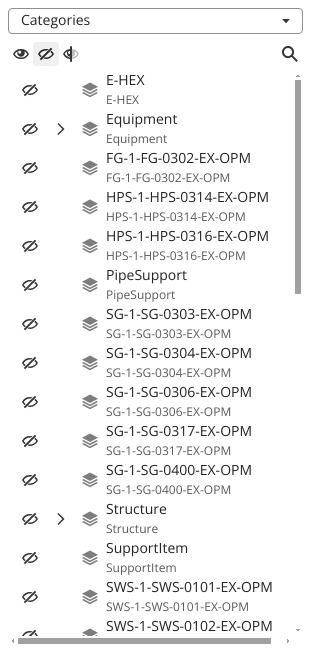 Categories
E-HEX
E-HEX
Equipment
Equipment
FG-1-FG-0302-EX-OPM
FG-1-FG-0302-EX-OPM
HPS-1-HPS-0314-EX-OPM
HPS-1-HPS-0314-EX-OPM
HPS-1-HPS-0316-EX-OPM
HPS-1-HPS-0316-EX-OPM
PipeSupport
PipeSupport
SG-1-SG-0303-EX-OPM
SG-1-SG-0303-EX-OPM
SG-1-SG-0304-EX-OPM
SG-1-SG-0304-EX-OPM
SG-1-SG-0306-EX-OPM
SG-1-SG-0306-EX-OPM
SG-1-SG-0317-EX-OPM
SG-1-SG-0317-EX-OPM
SG-1-SG-0400-EX-OPM
SG-1-SG-0400-EX-OPM
Structure
Structure
SupportItem
SupportItem
SWS-1-SWS-0101-EX-OPM
SWS-1-SWS-0101-EX-OPM
SWS-1-SWS-0102-EX-OPM